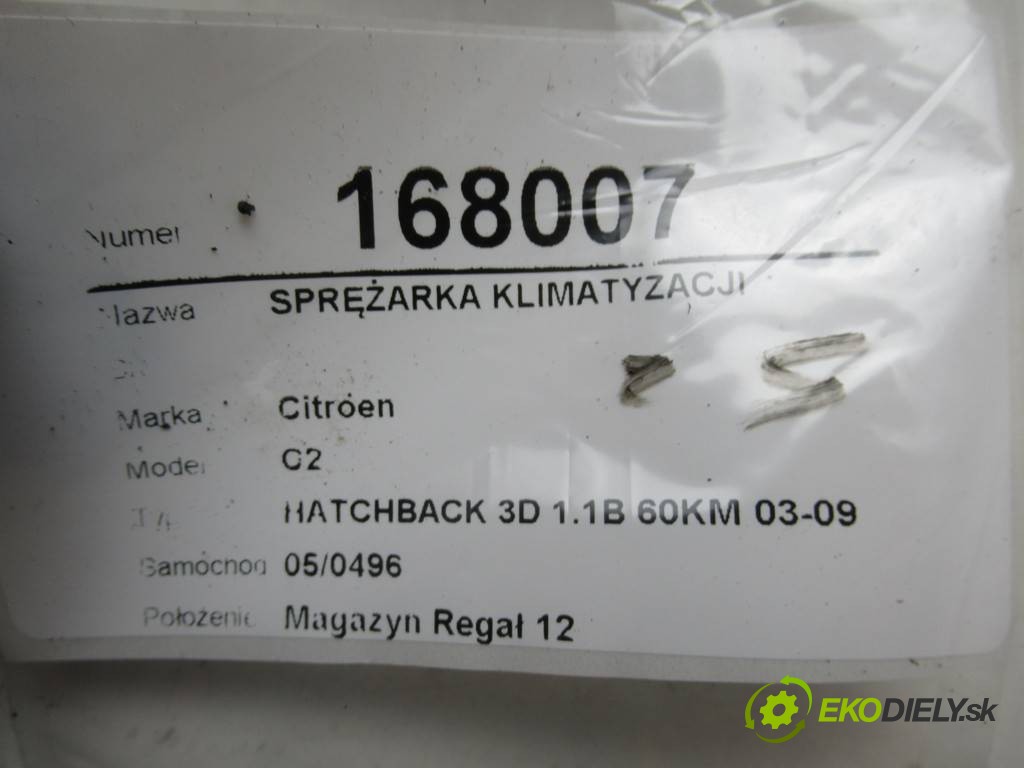 Numer 168007
Nazwa SPRĘŻARKA KLIMATYZACJI
Marka Citroen
Model C2
HATCHBACK 3D 1.1B 60KM 03-09
Samochod 05/0496
Położenie Magazyn Regał 12
EKODIELY.sk